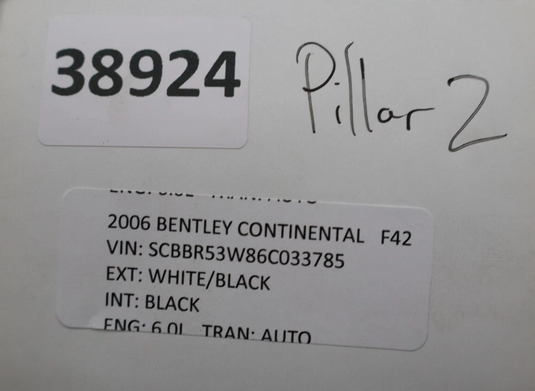 38924
Pillar 2
2006 BENTLEY CONTINENTAL F42
VIN: SCBBR53W86C033785
EXT: WHITE/BLACK
INT: BLACK
ENG: 6.0L TRAN: AUTO